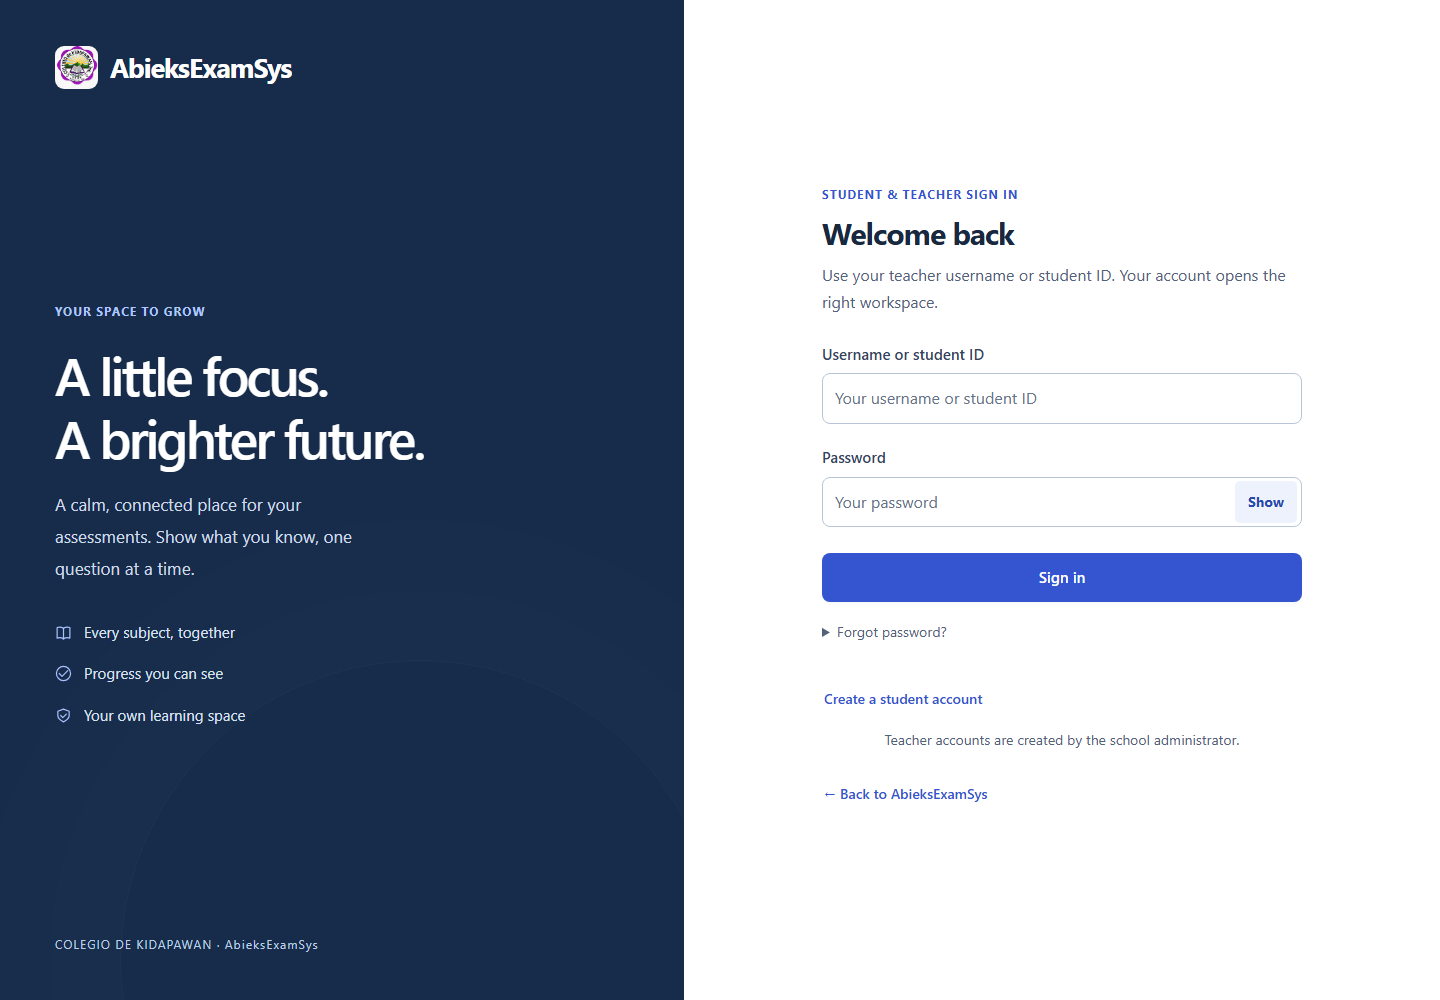 AbieksExamSys
YOUR SPACE TO GROW
A little focus.
A brighter future.
A calm, connected place for your
assessments. Show what you know, one
question at a time.
Every subject, together
Progress you can see
Your own learning space
COLEGIO DE KIDAPAWAN · AbieksExamSys
STUDENT & TEACHER SIGN IN
Welcome back
Use your teacher username or student ID. Your account opens the
right workspace.
Username or student ID
Your username or student ID
Password
Your password
Show
Sign in
▶ Forgot password?
Create a student account
Teacher accounts are created by the school administrator.
← Back to AbieksExamSys